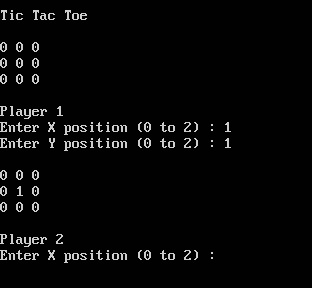 Tic Tac Toe
0 0 0
0 0 0
0 0 0
Player 1
Enter X position (0 to 2) : 1
Enter Y position (0 to 2) : 1
0 0 0
0 1 0
0 0 0
Player 2
Enter X position (0 to 2) :